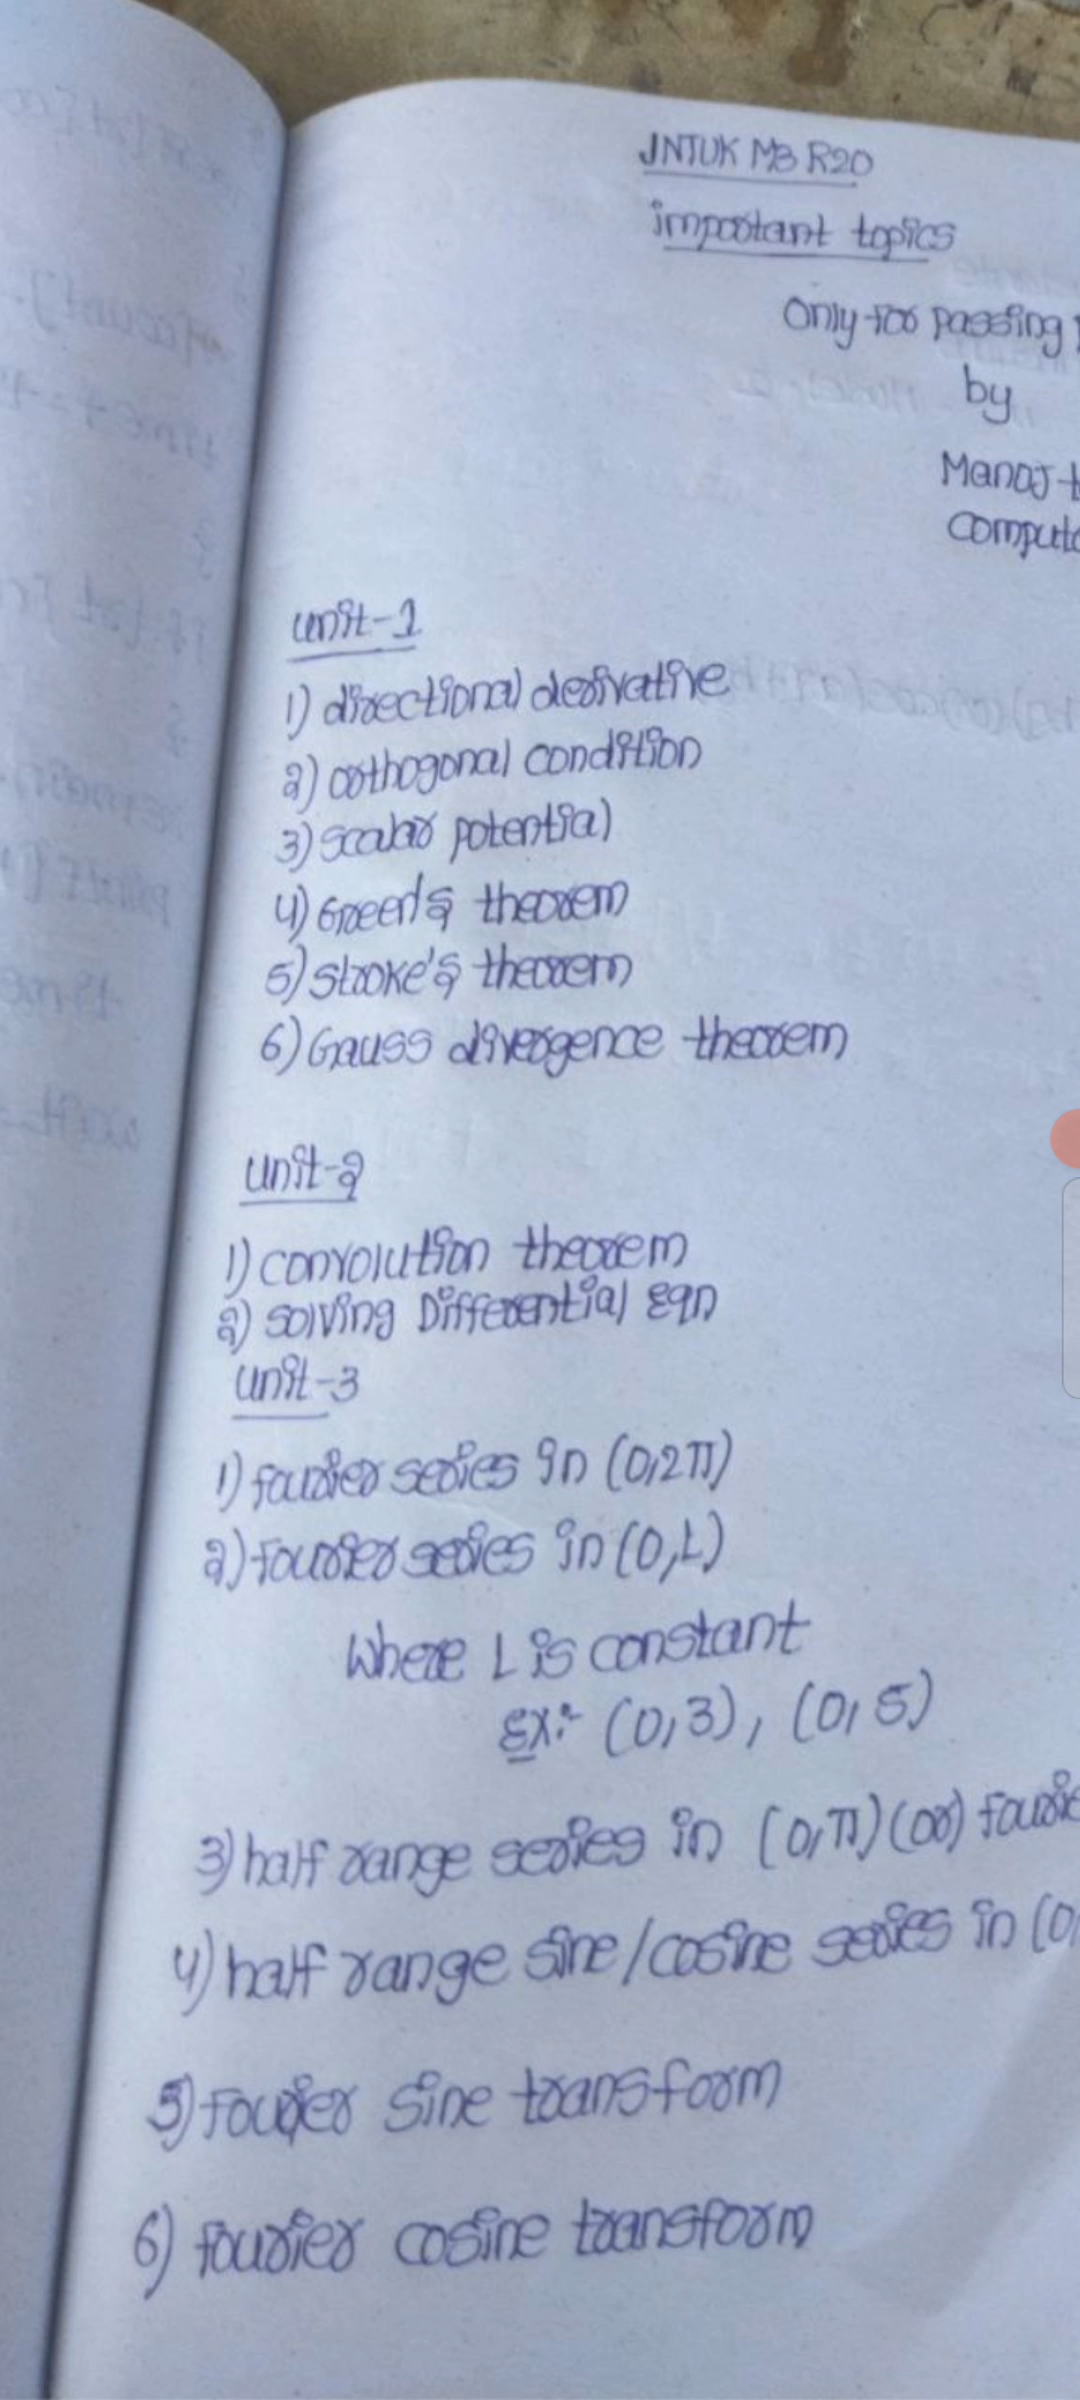 JNTUK M3 R20
important topics
Only for passing
by
Manoj
unit-1
1) directional derivative
2) orthogonal condition
3) scalar potential
4) Green's theorem
5) stroke's theorem
6) Gauss divergence theorem
unit-2
1) convolution theorem
2) solving Differential Eqn
unit-3
1) fourier series in (0,2π)
2) fourier series in (0,L)
Where L is constant
Ex:- (0,3), (0,5)
3) half range series in (0,π) (or)
4) half range sine/cosine series in (0,
5) fourier sine transform
6) fourier cosine transform